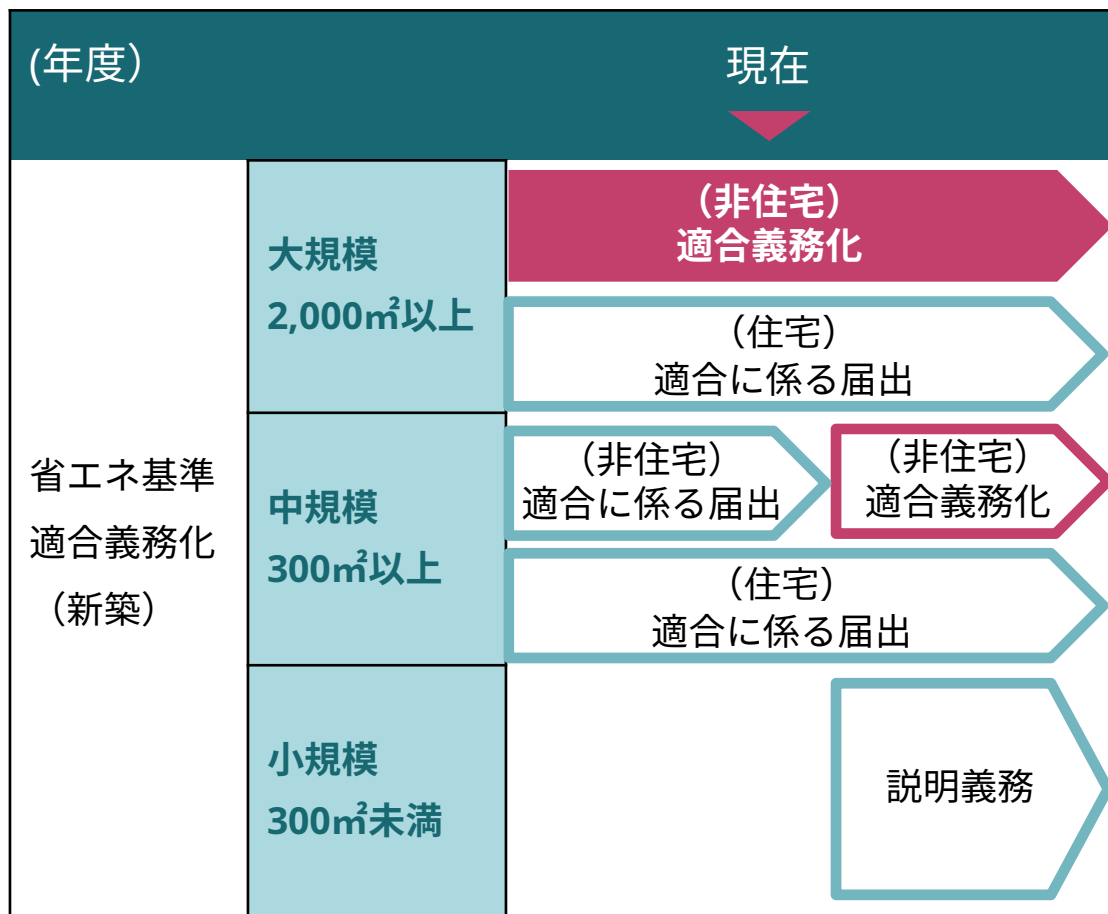 (年度）
現在
省エネ基準
適合義務化
（新築）
大規模
2,000㎡以上
（非住宅）
適合義務化
（住宅）
適合に係る届出
中規模
300㎡以上
（非住宅）
適合に係る届出
（非住宅）
適合義務化
（住宅）
適合に係る届出
小規模
300㎡未満
説明義務